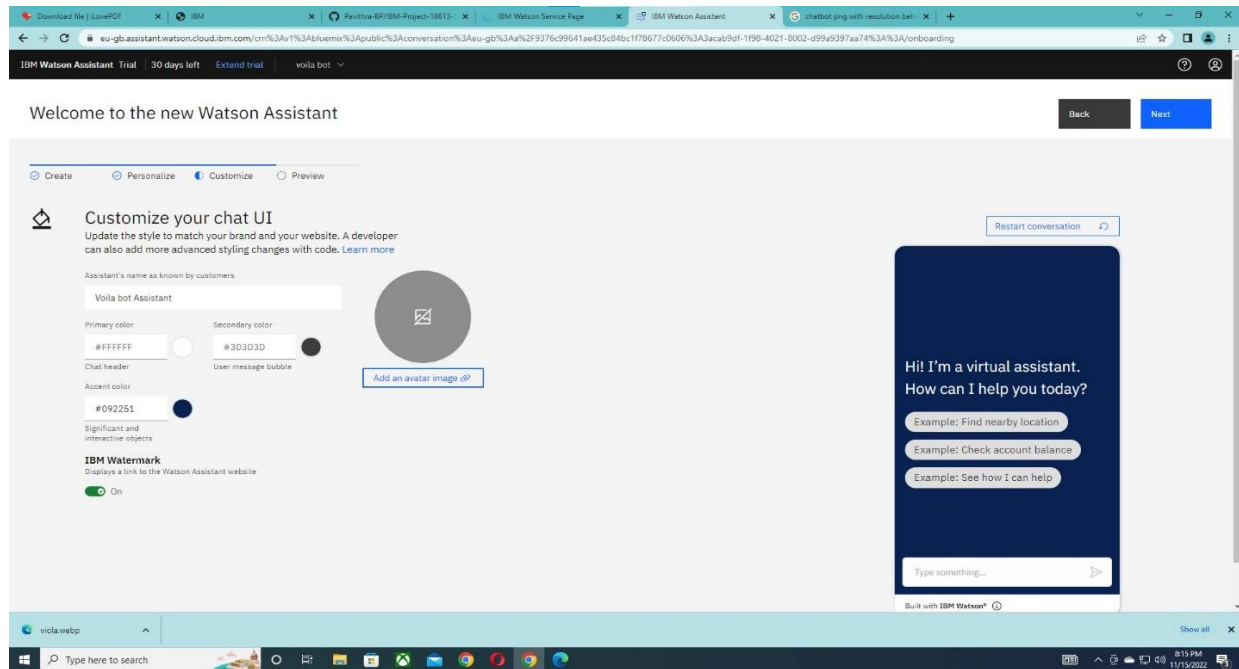 Download file | iLovePDF
IBM
Pavithra-BP/IBM-Project-18613-
IBM Watson Service Page
IBM Watson Assistant
chatbot png with resolution bet
eu-gb.assistant.watson.cloud.ibm.com/crn%3Av1%3Abluemix%3Apublic%3Aconversation%3Aeu-gb%3Aa%2F9376c99641ae435c84bc1f78677c0606%3A3acab9df-1f98-4021-8002-d99a9397aa74%3A%3A/onboarding
IBM Watson Assistant Trial 30 days left Extend trial voila bot
Welcome to the new Watson Assistant
Back
Next
Create Personalize Customize Preview
Customize your chat UI
Update the style to match your brand and your website. A developer
can also add more advanced styling changes with code. Learn more
Assistant's name as known by customers
Voila bot Assistant
Primary color Secondary color
#FFFFFF #3D3D3D
Chat header User message bubble
Accent color
#092251
Significant and
interactive objects
IBM Watermark
Displays a link to the Watson Assistant website
On
Add an avatar image
Restart conversation
Hi! I'm a virtual assistant.
How can I help you today?
Example: Find nearby location
Example: Check account balance
Example: See how I can help
Type something...
Built with IBM Watson®
viola.webp
Show all
Type here to search
8:15 PM
11/15/2022